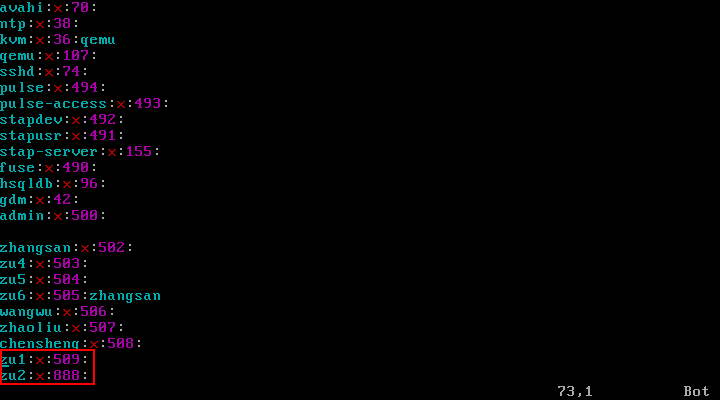 avahi:x:70:
ntp:x:38:
kvm:x:36:qemu
qemu:x:107:
sshd:x:74:
pulse:x:494:
pulse-access:x:493:
stapdev:x:492:
stapusr:x:491:
stap-server:x:155:
fuse:x:490:
hsqldb:x:96:
gdm:x:42:
admin:x:500:
zhangsan:x:502:
zu4:x:503:
zu5:x:504:
zu6:x:505:zhangsan
wangwu:x:506:
zhaoliu:x:507:
chensheng:x:508:
zu1:x:509:
zu2:x:888:
73,1 Bot